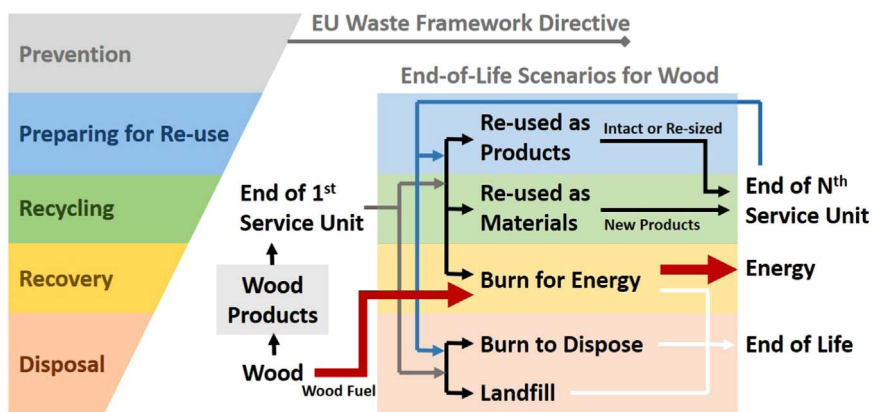 EU Waste Framework Directive
Prevention
End-of-Life Scenarios for Wood
Preparing for Re-use
Re-used as
Products
Intact or Re-sized
Recycling
End of 1st
Service Unit
Re-used as
Materials
New Products
End of Nth
Service Unit
Recovery
Wood
Products
Burn for Energy
Energy
Disposal
Wood
Wood Fuel
Burn to Dispose
End of Life
Landfill